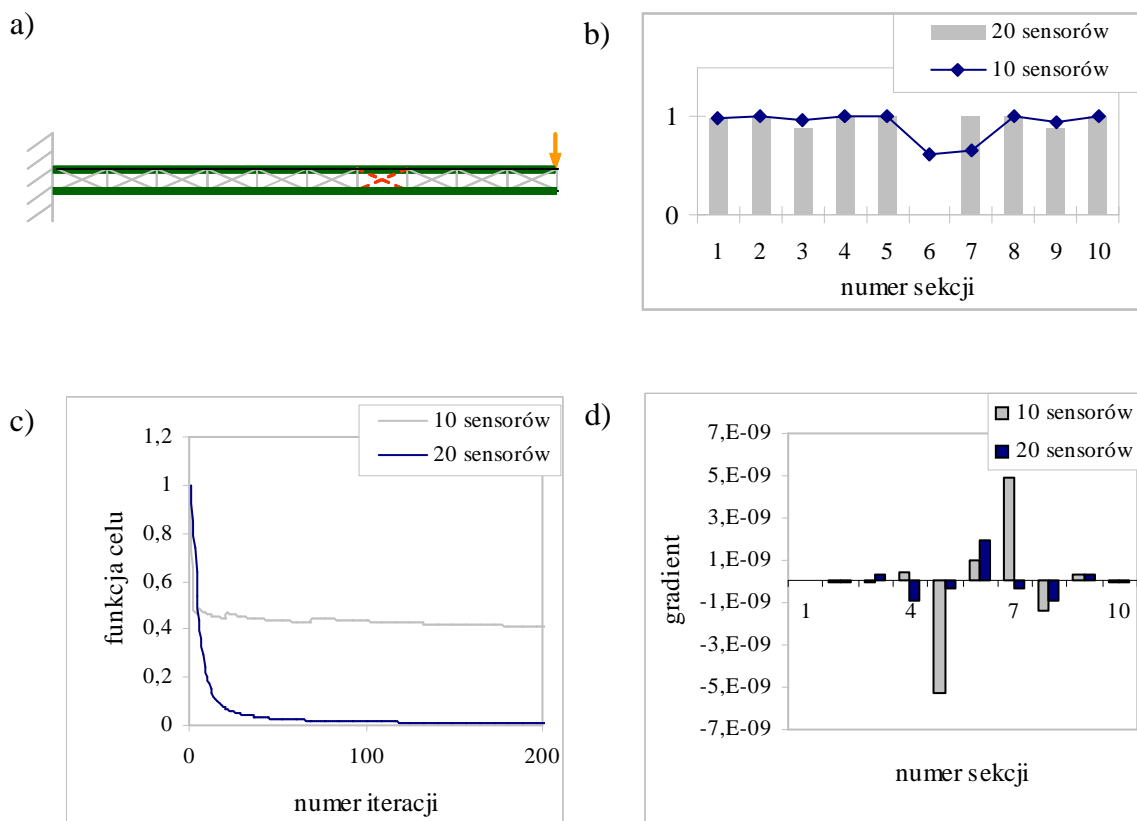 a)
b)
20 sensorów
10 sensorów
1
0
1 2 3 4 5 6 7 8 9 10
numer sekcji
c)
10 sensorów
20 sensorów
1,2
1
0,8
0,6
0,4
0,2
0
0 100 200
funkcja celu
numer iteracji
d)
10 sensorów
20 sensorów
7,E-09
5,E-09
3,E-09
1,E-09
-1,E-09
-3,E-09
-5,E-09
-7,E-09
1 4 7 10
gradient
numer sekcji